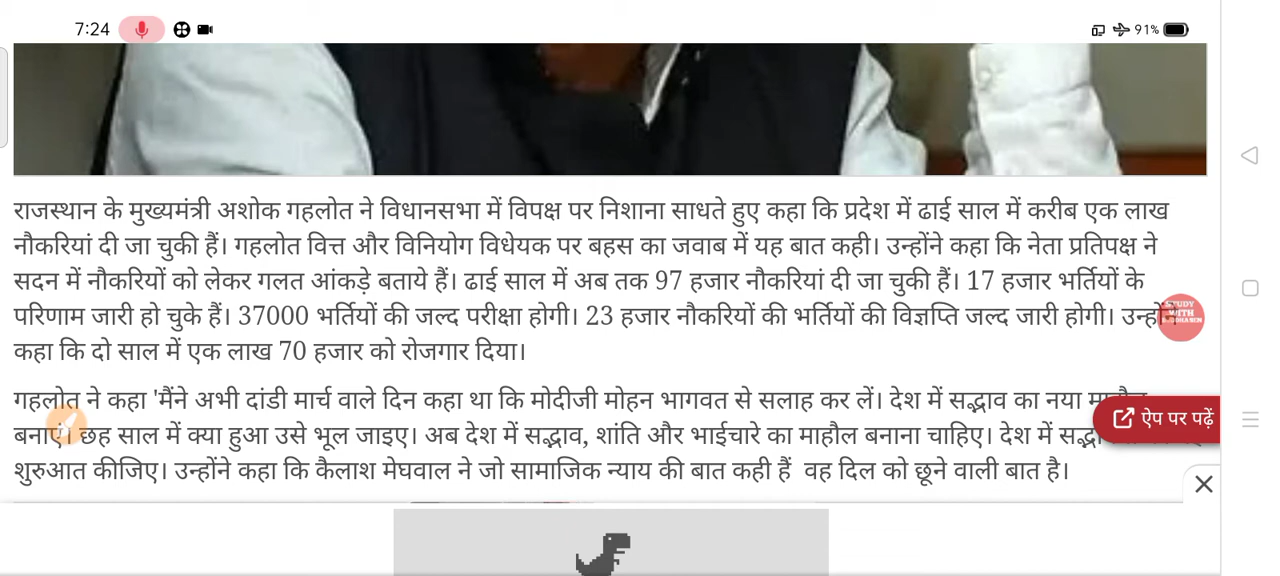 7:24
91%
राजस्थान के मुख्यमंत्री अशोक गहलोत ने विधानसभा में विपक्ष पर निशाना साधते हुए कहा कि प्रदेश में ढाई साल में करीब एक लाख
नौकरियां दी जा चुकी हैं। गहलोत वित्त और विनियोग विधेयक पर बहस का जवाब में यह बात कही। उन्होंने कहा कि नेता प्रतिपक्ष ने
सदन में नौकरियों को लेकर गलत आंकड़े बताये हैं। ढाई साल में अब तक 97 हजार नौकरियां दी जा चुकी हैं। 17 हजार भर्तियों के
परिणाम जारी हो चुके हैं। 37000 भर्तियों की जल्द परीक्षा होगी। 23 हजार नौकरियों की भर्तियों की विज्ञप्ति जल्द जारी होगी। उन्होंने
STUDY
WITH
कहा कि दो साल में एक लाख 70 हजार को रोजगार दिया।
गहलोत ने कहा 'मैंने अभी दांडी मार्च वाले दिन कहा था कि मोदीजी मोहन भागवत से सलाह कर लें। देश में सद्भाव का नया
बनाएं। छह साल में क्या हुआ उसे भूल जाइए। अब देश में सद्भाव, शांति और भाईचारे का माहौल बनाना चाहिए। देश में
ऐप पर पढ़ें
शुरुआत कीजिए। उन्होंने कहा कि कैलाश मेघवाल ने जो सामाजिक न्याय की बात कही हैं वह दिल को छूने वाली बात है।